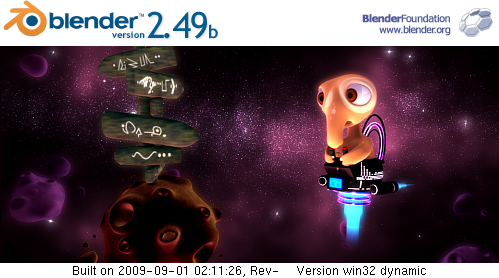 blender™
version 2.49b
BlenderFoundation
www.blender.org
Built on 2009-09-01 02:11:26, Rev- Version win32 dynamic